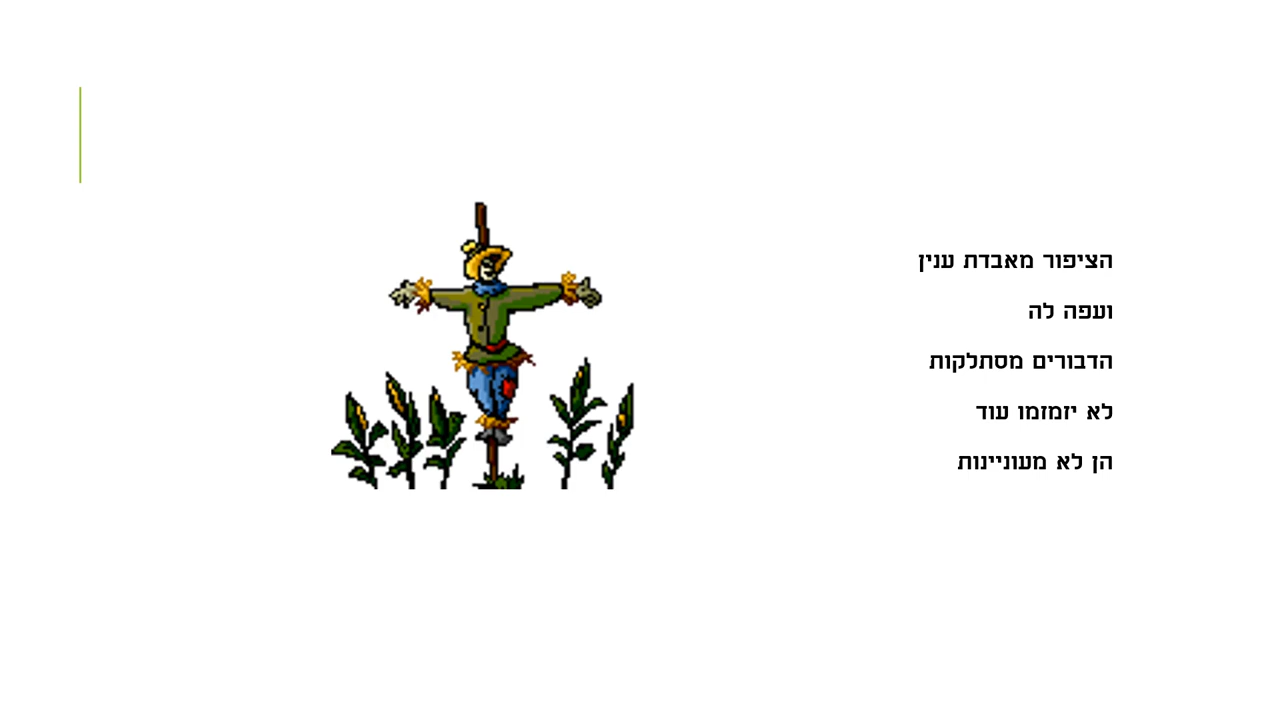 הציפור מאבדת ענין
ועפה לה
הדבורים מסתלקות
לא יזמזמו עוד
הן לא מעוניינות